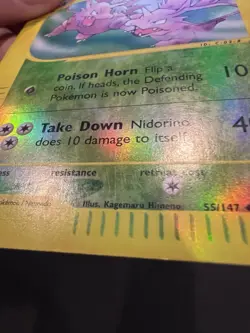 Poison Horn Flip a 10
coin. If heads, the Defending
Pokémon is now Poisoned.
Take Down Nidorino 4
does 10 damage to itself.
ess resistance retreat cost
Illus. Kagemaru Himeno 55/147